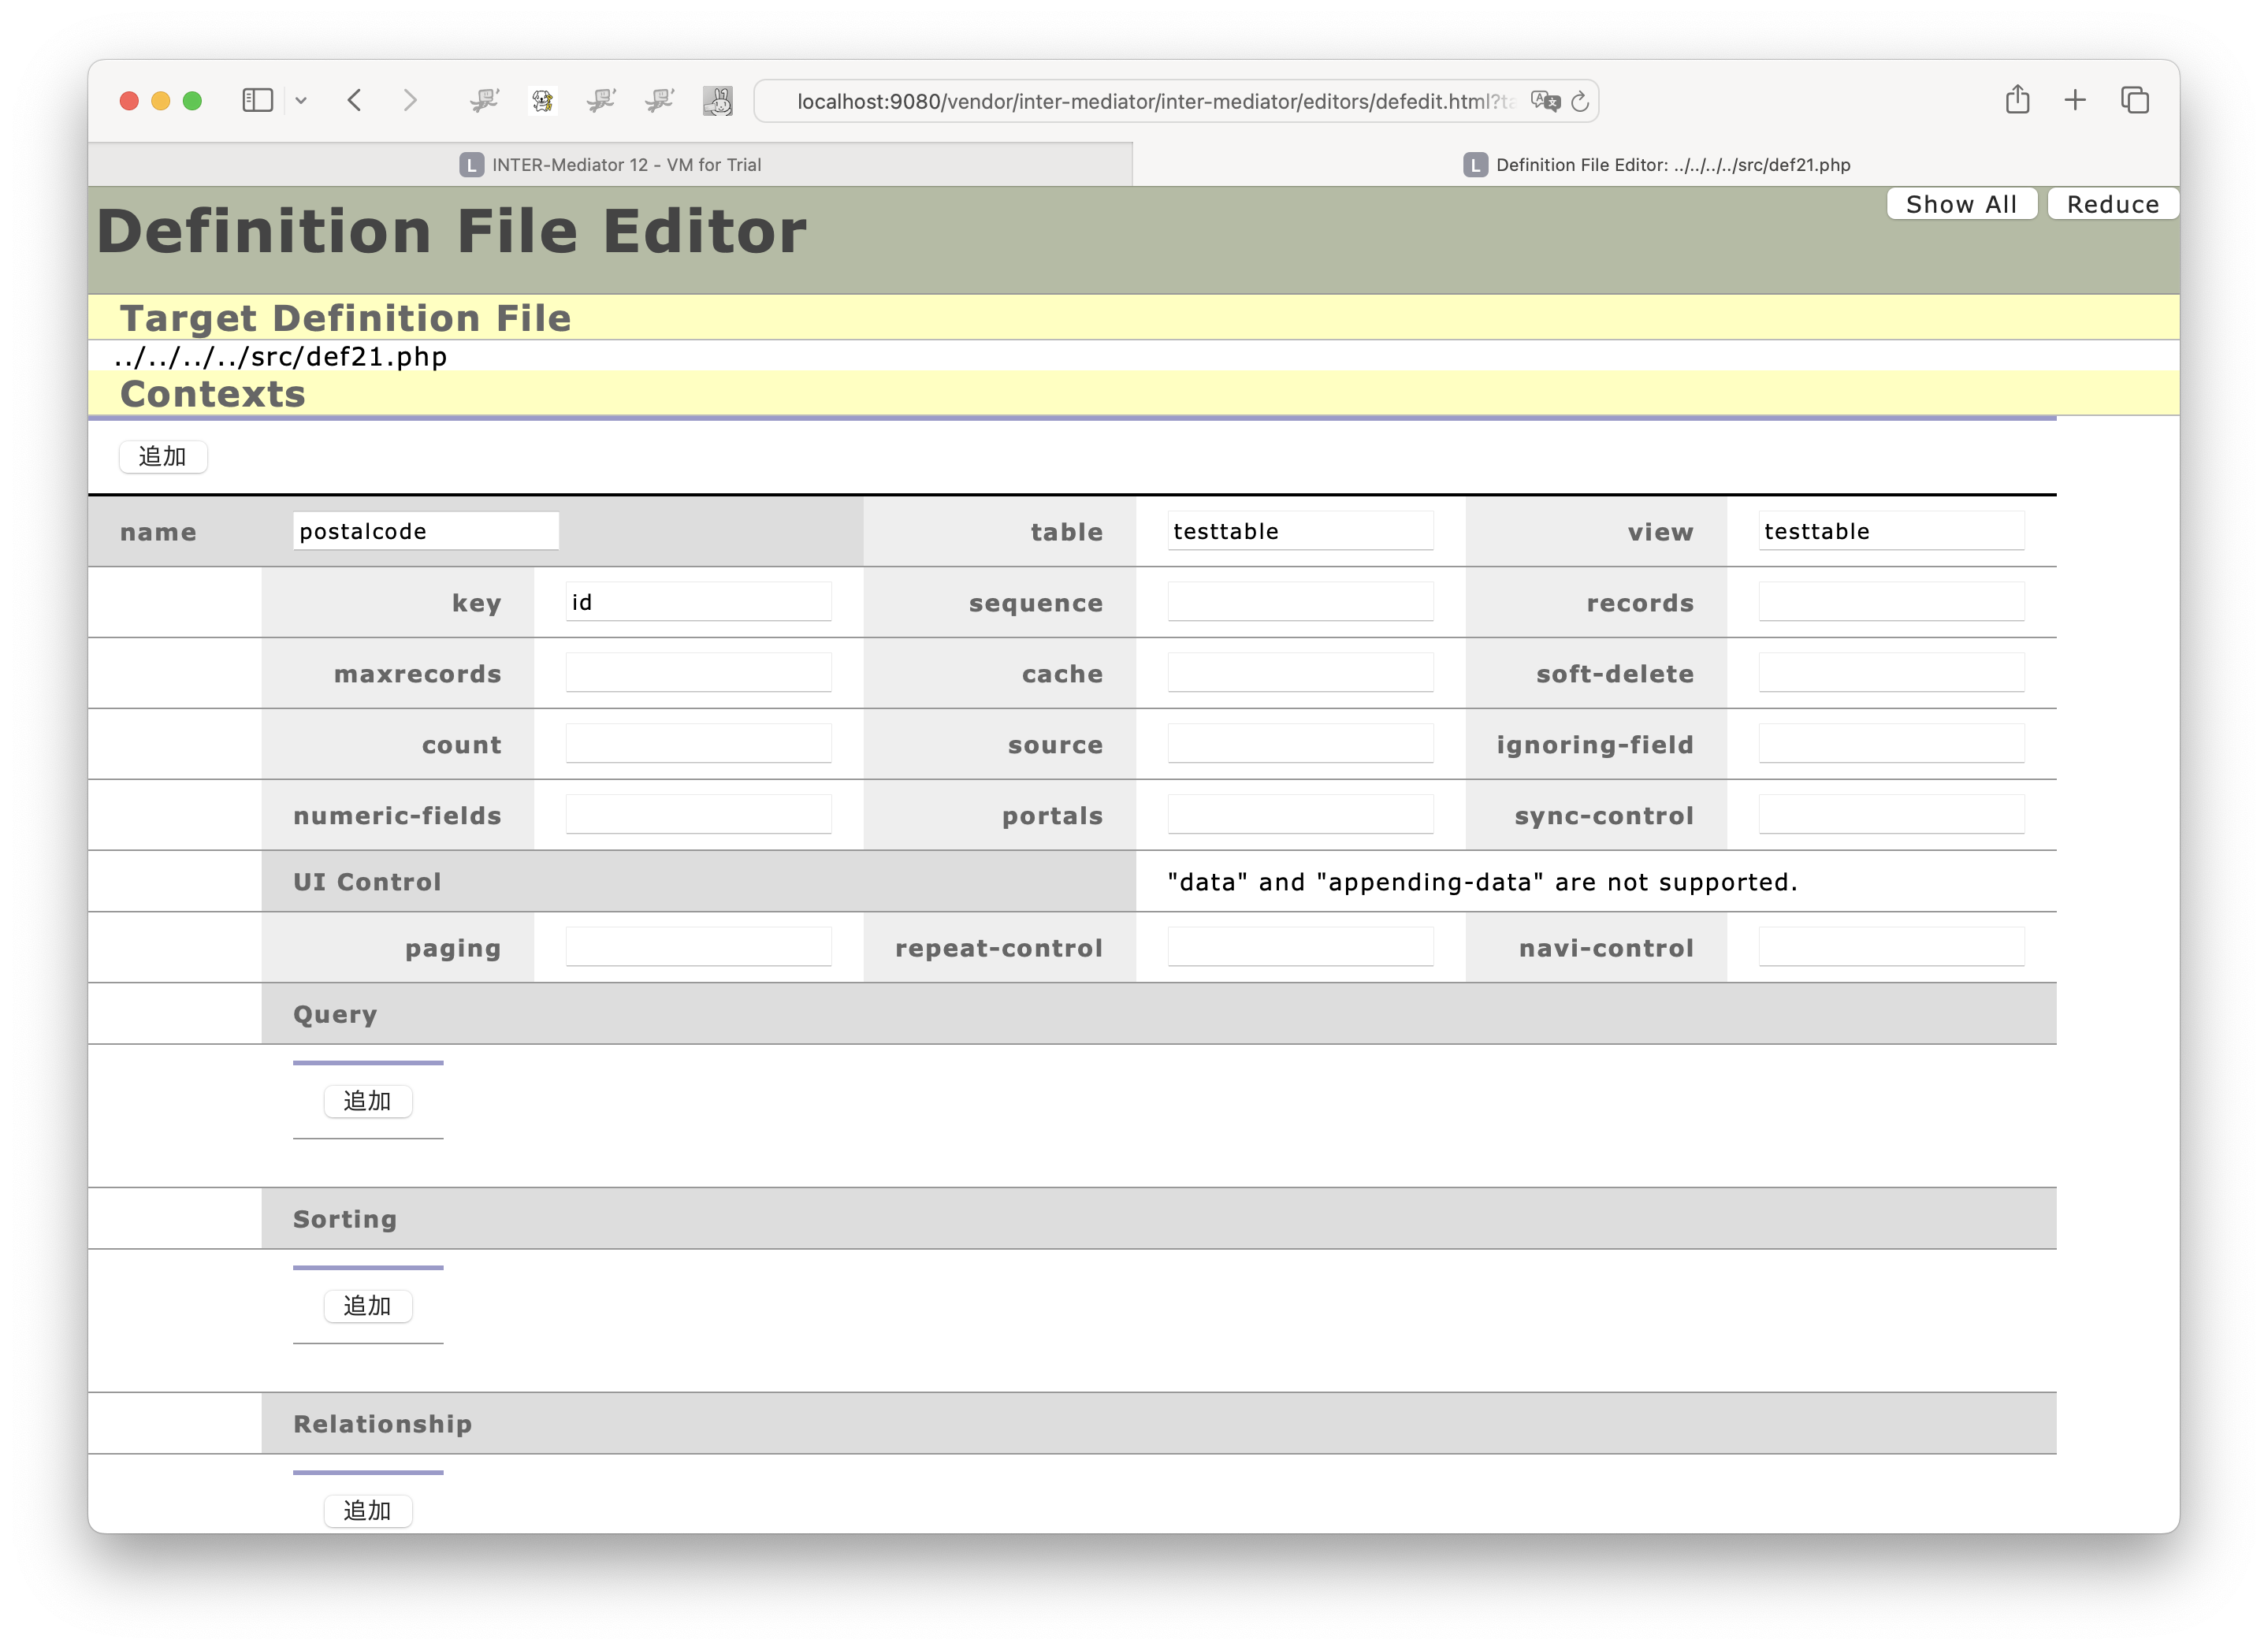 localhost:9080/vendor/inter-mediator/inter-mediator/editors/defedit.html?ta
L INTER-Mediator 12 - VM for Trial
L Definition File Editor: ../../../../src/def21.php
Show All Reduce
Definition File Editor
Target Definition File
../../../../src/def21.php
Contexts
追加
name postalcode table testtable view testtable
key id sequence records
maxrecords cache soft-delete
count source ignoring-field
numeric-fields portals sync-control
UI Control "data" and "appending-data" are not supported.
paging repeat-control navi-control
Query
追加
Sorting
追加
Relationship
追加